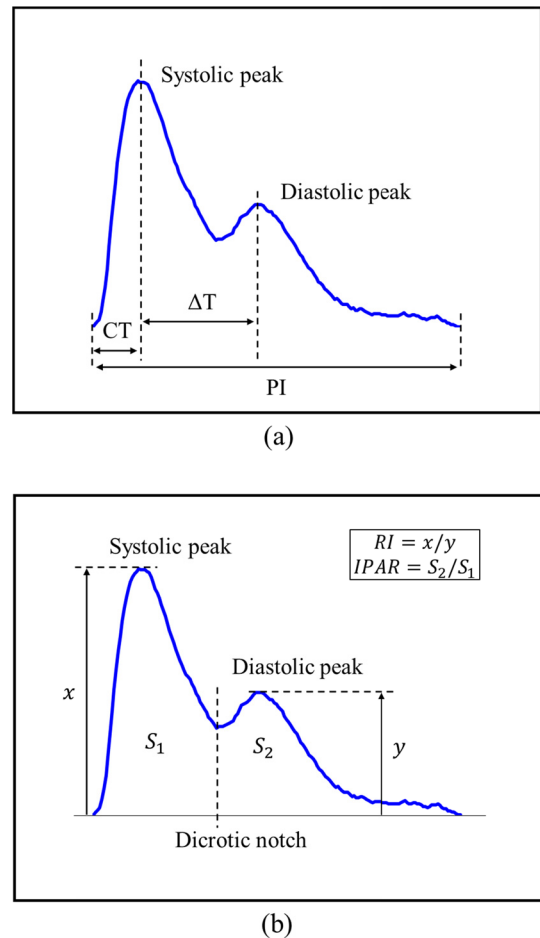 Systolic peak
Diastolic peak
ΔT
CT
PI
(a)
RI = x/y
IPAR = S₂/S₁
Systolic peak
Diastolic peak
x
S₁
S₂
y
Dicrotic notch
(b)